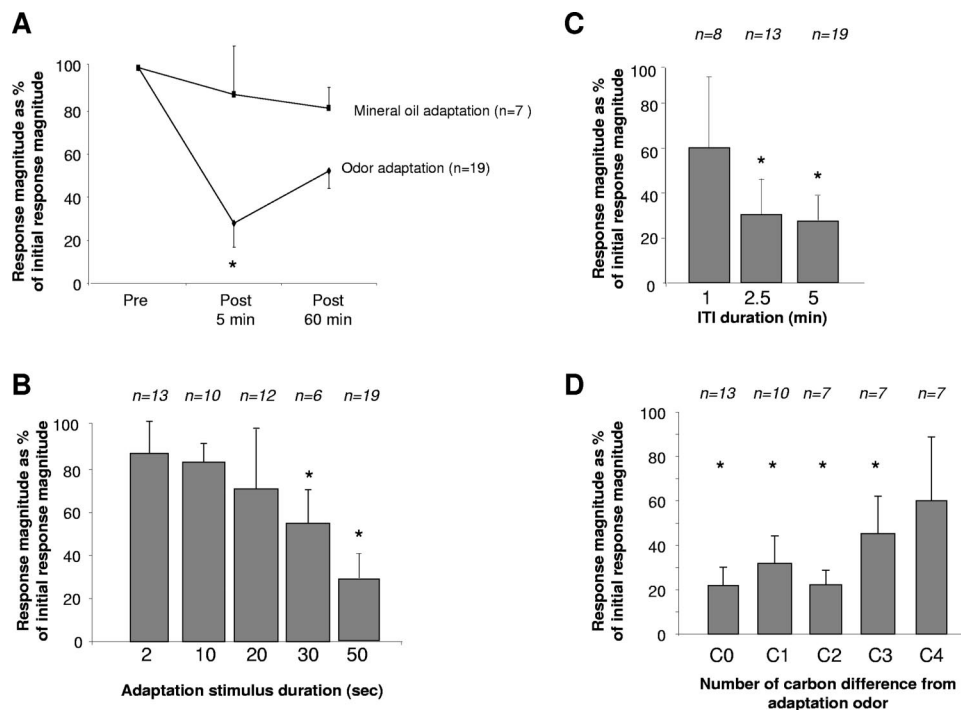 A
Response magnitude as %
of initial response magnitude
100
80
60
40
20
0
Mineral oil adaptation (n=7 )
Odor adaptation (n=19)
*
Pre
Post
5 min
Post
60 min
B
n=13 n=10 n=12 n=6 n=19
Response magnitude as %
of initial response magnitude
100
80
60
40
20
0
* *
2 10 20 30 50
Adaptation stimulus duration (sec)
C
n=8 n=13 n=19
Response magnitude as %
of initial response magnitude
100
80
60
40
20
0
* *
1 2.5 5
ITI duration (min)
D
n=13 n=10 n=7 n=7 n=7
Response magnitude as %
of initial response magnitude
100
80
60
40
20
0
* * * *
C0 C1 C2 C3 C4
Number of carbon difference from
adaptation odor